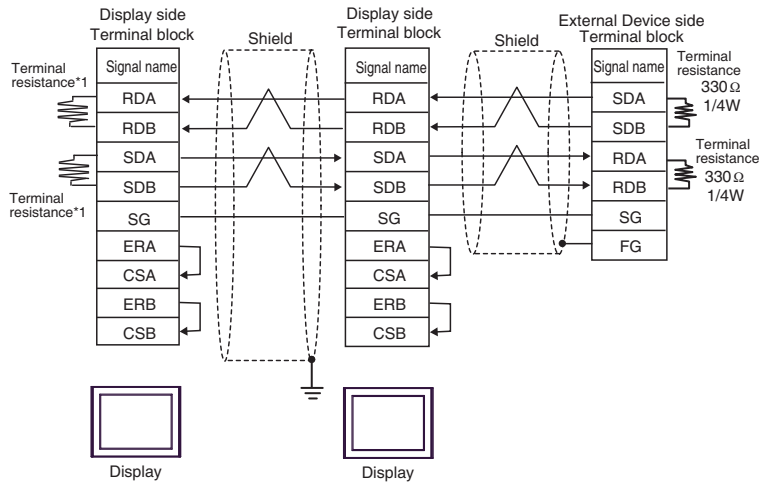 Display side
Terminal block
Shield
Display side
Terminal block
Shield
External Device side
Terminal block
Terminal
resistance*1
Signal name
RDA
RDB
SDA
SDB
SG
ERA
CSA
ERB
CSB
Terminal
resistance*1
Signal name
RDA
RDB
SDA
SDB
SG
ERA
CSA
ERB
CSB
Signal name
SDA
SDB
RDA
RDB
SG
FG
Terminal
resistance
330Ω
1/4W
Terminal
resistance
330Ω
1/4W
Display
Display